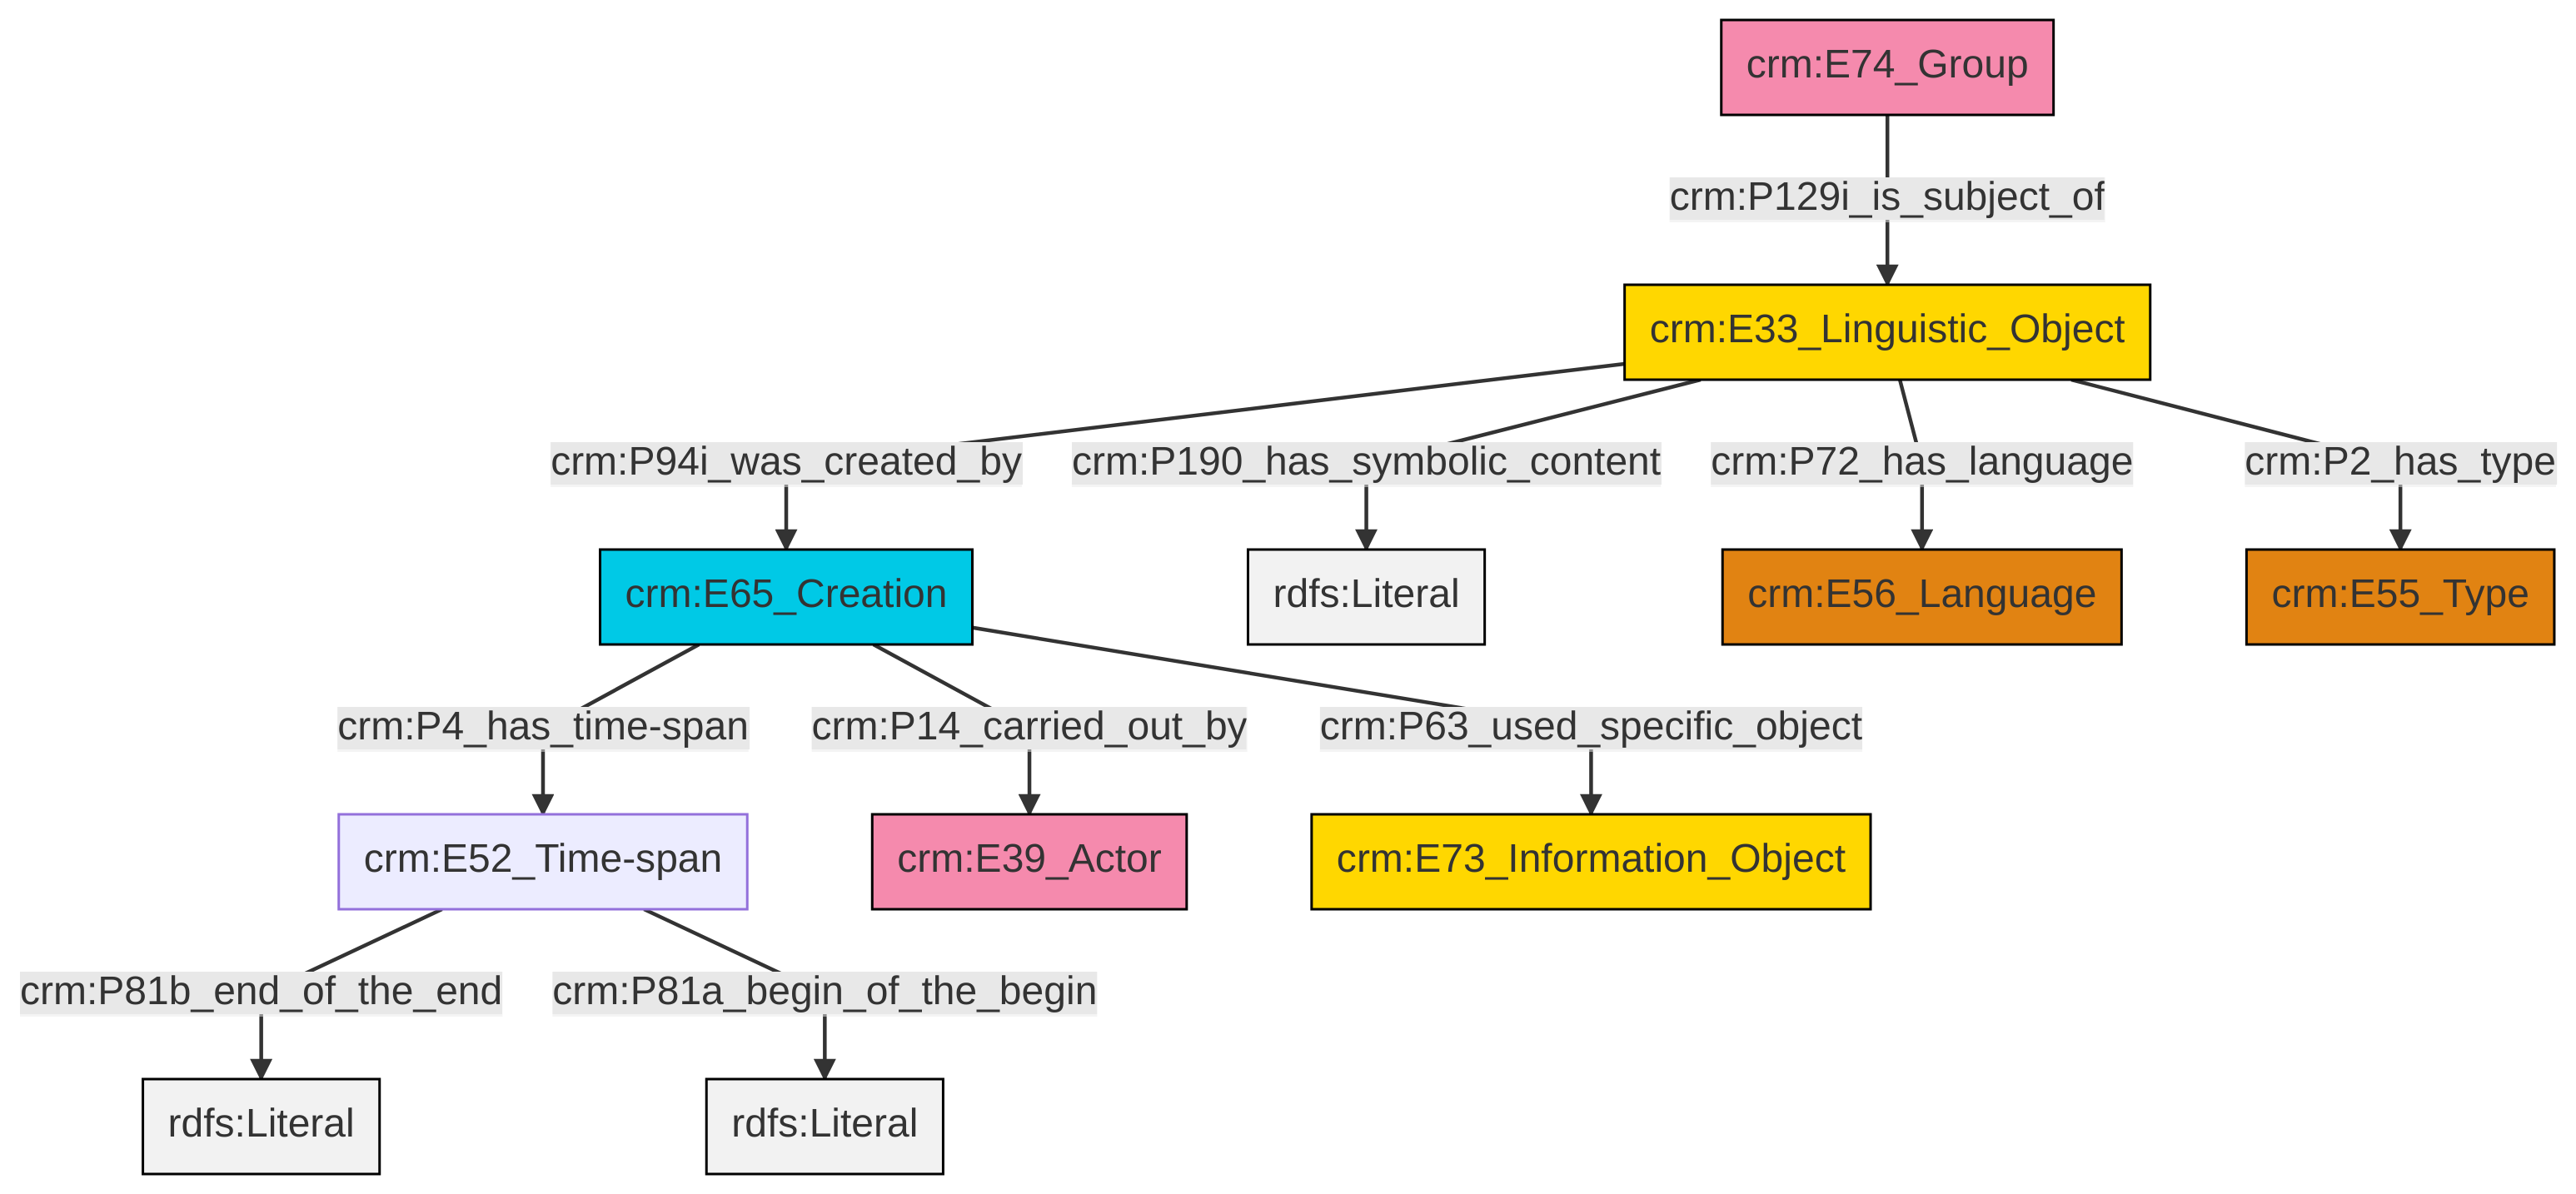 crm:E74_Group
crm:P129i_is_subject_of
crm:E33_Linguistic_Object
crm:P94i_was_created_by
crm:P190_has_symbolic_content
crm:P72_has_language
crm:P2_has_type
crm:E65_Creation
rdfs:Literal
crm:E56_Language
crm:E55_Type
crm:P4_has_time-span
crm:P14_carried_out_by
crm:P63_used_specific_object
crm:E52_Time-span
crm:E39_Actor
crm:E73_Information_Object
crm:P81b_end_of_the_end
crm:P81a_begin_of_the_begin
rdfs:Literal
rdfs:Literal